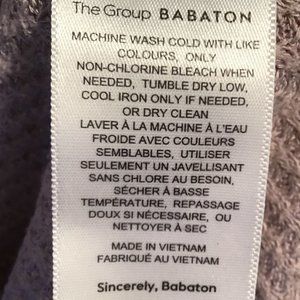 The Group BABATON
MACHINE WASH COLD WITH LIKE
COLOURS, ONLY
NON-CHLORINE BLEACH WHEN
NEEDED, TUMBLE DRY LOW,
COOL IRON ONLY IF NEEDED,
OR DRY CLEAN
LAVER À LA MACHINE À L'EAU
FROIDE AVEC COULEURS
SEMBLABLES, UTILISER
SEULEMENT UN JAVELLISANT
SANS CHLORE AU BESOIN,
SÉCHER À BASSE
TEMPÉRATURE, REPASSAGE
DOUX SI NÉCESSAIRE, OU
NETTOYER À SEC
MADE IN VIETNAM
FABRIQUÉ AU VIETNAM
Sincerely, Babaton